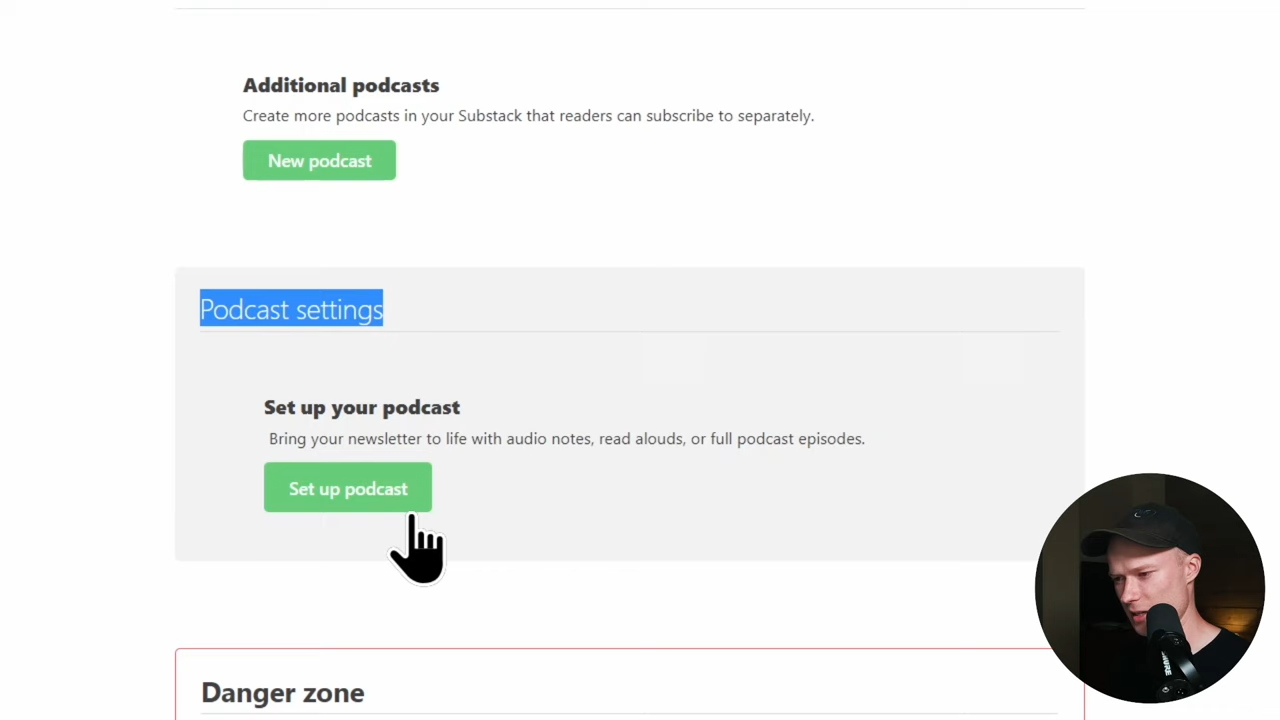 Additional podcasts
Create more podcasts in your Substack that readers can subscribe to separately.
New podcast
Podcast settings
Set up your podcast
Bring your newsletter to life with audio notes, read alouds, or full podcast episodes.
Set up podcast
SHURE
Danger zone